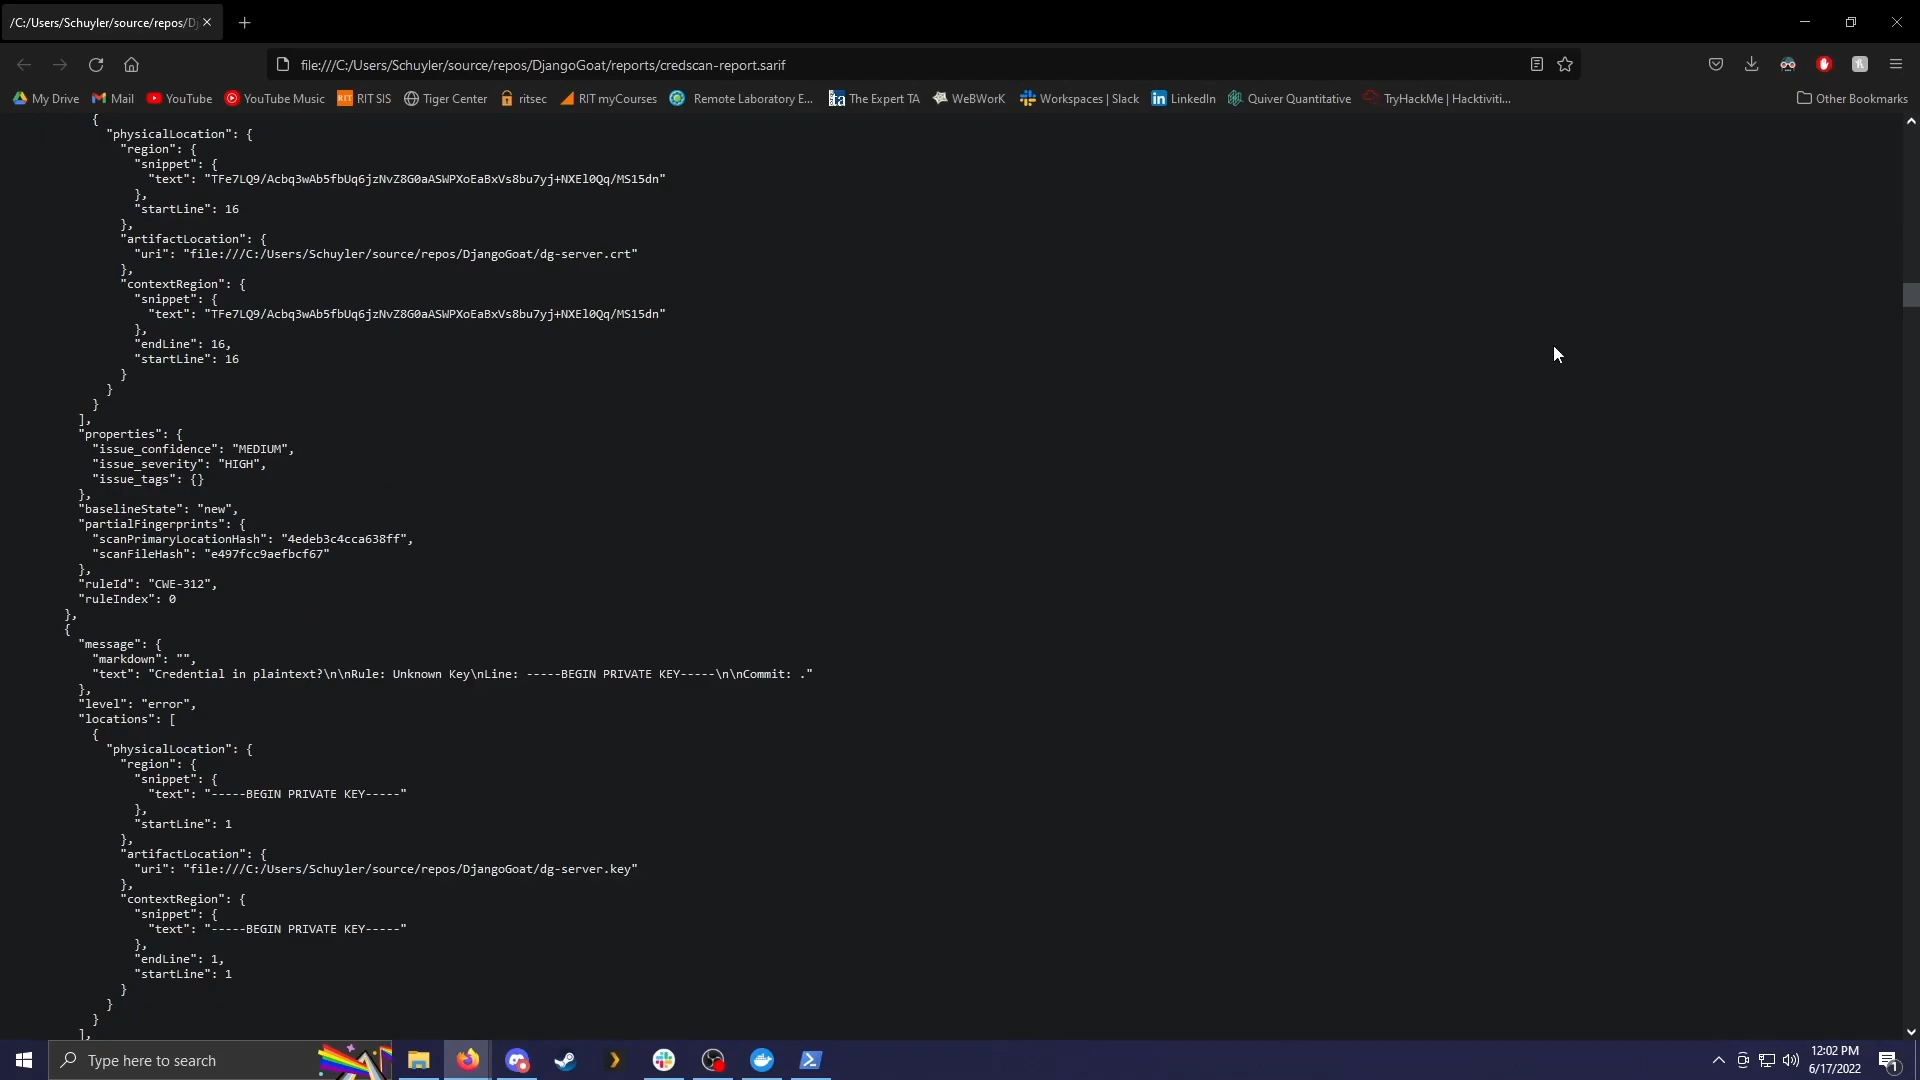 /C:/Users/Schuyler/source/repos/Dj
file:///C:/Users/Schuyler/source/repos/DjangoGoat/reports/credscan-report.sarif
My Drive Mail YouTube YouTube Music RIT SIS Tiger Center ritsec RIT myCourses Remote Laboratory E... The Expert TA WeBWorK Workspaces | Slack LinkedIn Quiver Quantitative TryHackMe | Hacktiviti... Other Bookmarks
{
"physicalLocation": {
"region": {
"snippet": {
"text": "TFe7LQ9/Acbq3wAb5fbUq6jzNvZ8G0aASWPXoEaBxVs8bu7yj+NXEl0Qq/MS15dn"
},
"startLine": 16
},
"artifactLocation": {
"uri": "file:///C:/Users/Schuyler/source/repos/DjangoGoat/dg-server.crt"
},
"contextRegion": {
"snippet": {
"text": "TFe7LQ9/Acbq3wAb5fbUq6jzNvZ8G0aASWPXoEaBxVs8bu7yj+NXEl0Qq/MS15dn"
},
"endLine": 16,
"startLine": 16
}
}
}
],
"properties": {
"issue_confidence": "MEDIUM",
"issue_severity": "HIGH",
"issue_tags": {}
},
"baselineState": "new",
"partialFingerprints": {
"scanPrimaryLocationHash": "4edeb3c4cca638ff",
"scanFileHash": "e497fcc9aefbcf67"
},
"ruleId": "CWE-312",
"ruleIndex": 0
},
{
"message": {
"markdown": "",
"text": "Credential in plaintext?\n\nRule: Unknown Key\nLine: -----BEGIN PRIVATE KEY-----\n\nCommit: ."
},
"level": "error",
"locations": [
{
"physicalLocation": {
"region": {
"snippet": {
"text": "-----BEGIN PRIVATE KEY-----"
},
"startLine": 1
},
"artifactLocation": {
"uri": "file:///C:/Users/Schuyler/source/repos/DjangoGoat/dg-server.key"
},
"contextRegion": {
"snippet": {
"text": "-----BEGIN PRIVATE KEY-----"
},
"endLine": 1,
"startLine": 1
}
}
}
],
Type here to search
12:02 PM
6/17/2022
1